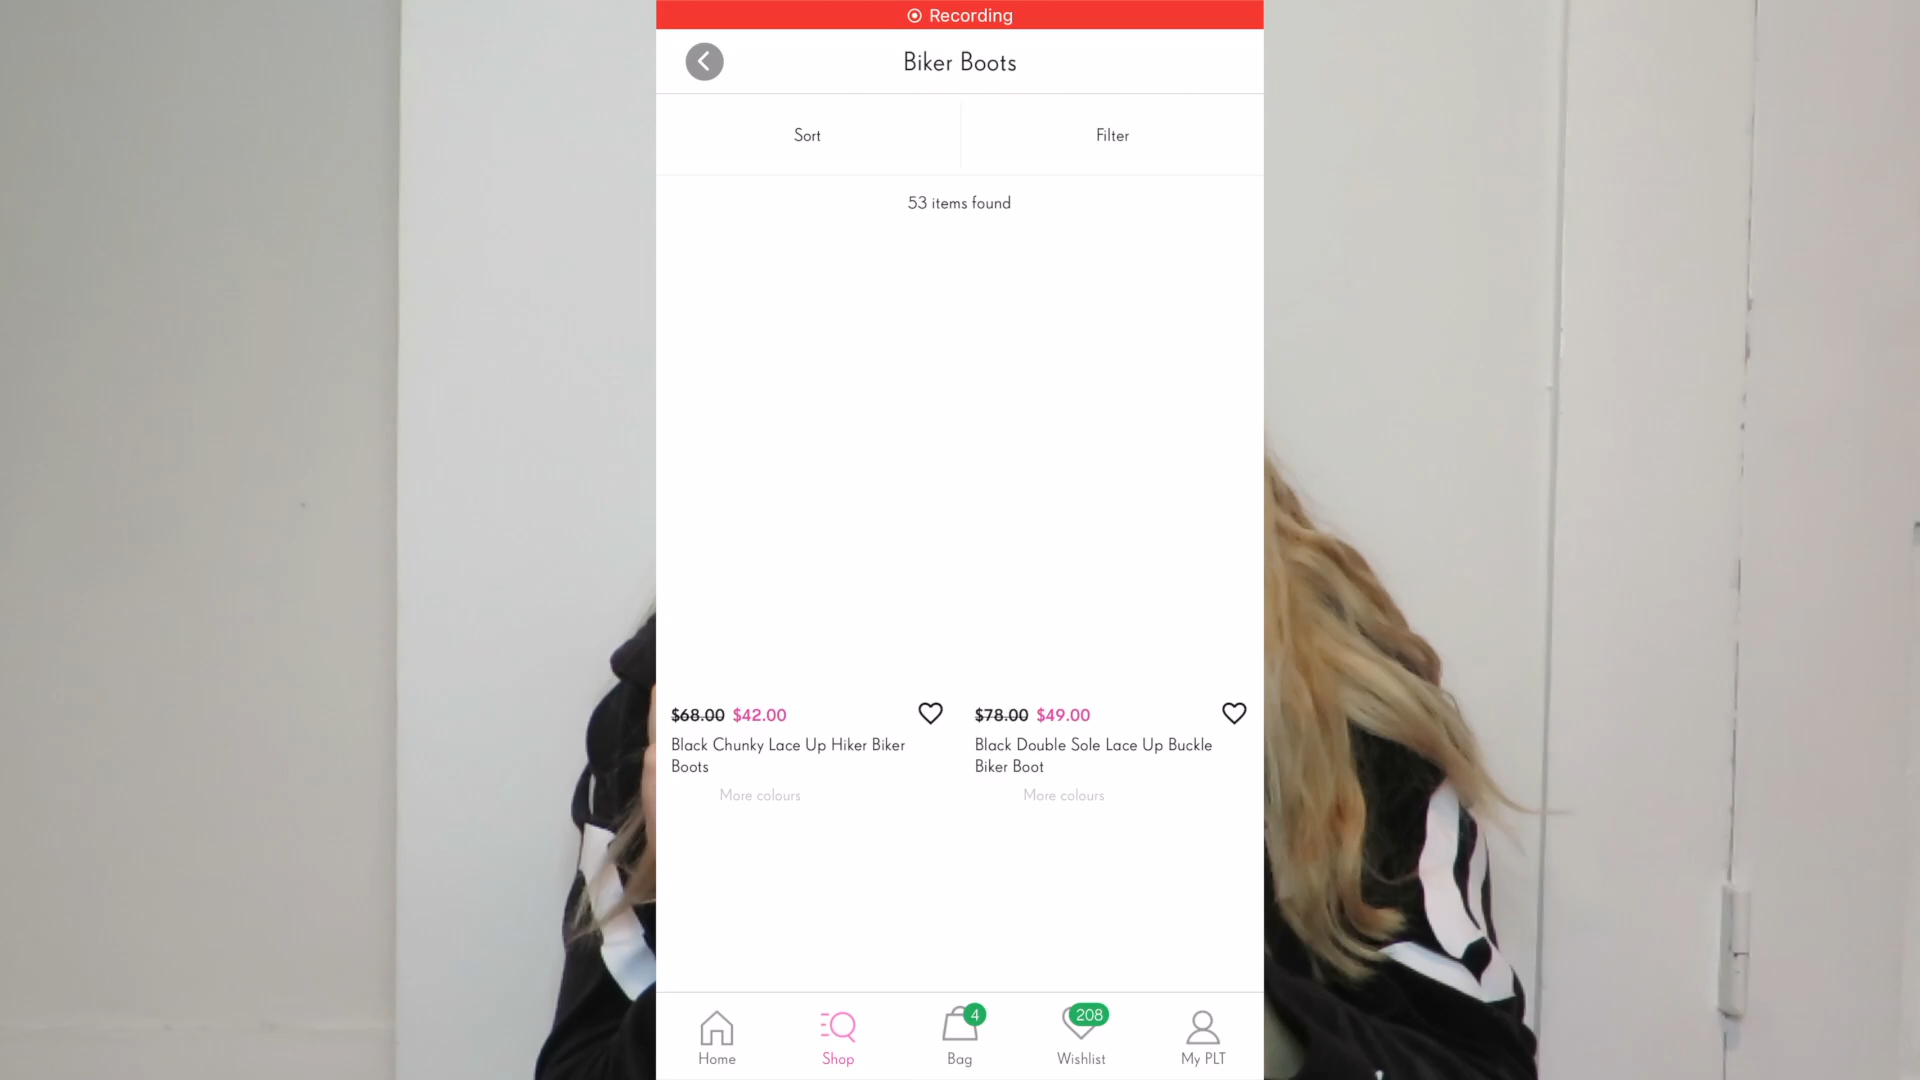 Recording
Biker Boots
Sort
Filter
53 items found
$68.00 $42.00
Black Chunky Lace Up Hiker Biker
Boots
More colours
$78.00 $49.00
Black Double Sole Lace Up Buckle
Biker Boot
More colours
4
208
Home
Shop
Bag
Wishlist
My PLT